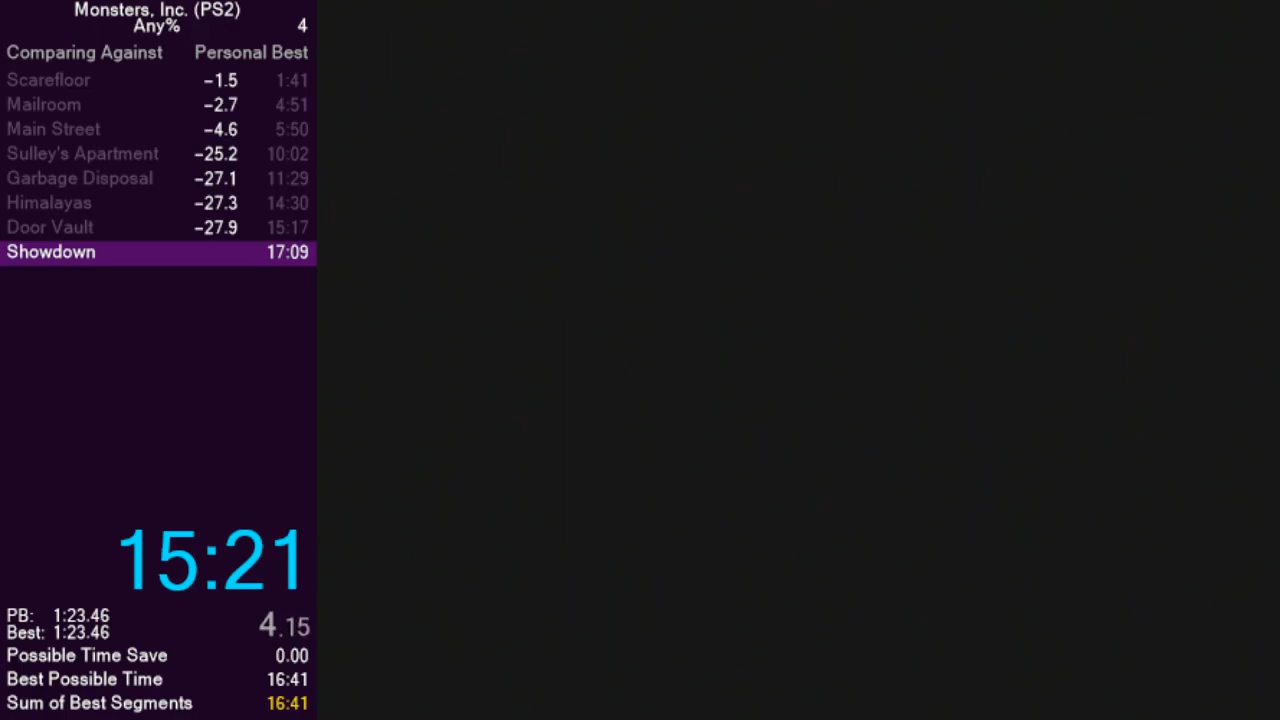 Monsters, Inc. (PS2)
Any% 4
Comparing Against Personal Best
Scarefloor −1.5 1:41
Mailroom −2.7 4:51
Main Street −4.6 5:50
Sulley's Apartment −25.2 10:02
Garbage Disposal −27.1 11:29
Himalayas −27.3 14:30
Door Vault −27.9 15:17
Showdown 17:09
15:21
PB: 1:23.46
Best: 1:23.46
4.15
Possible Time Save 0.00
Best Possible Time 16:41
Sum of Best Segments 16:41